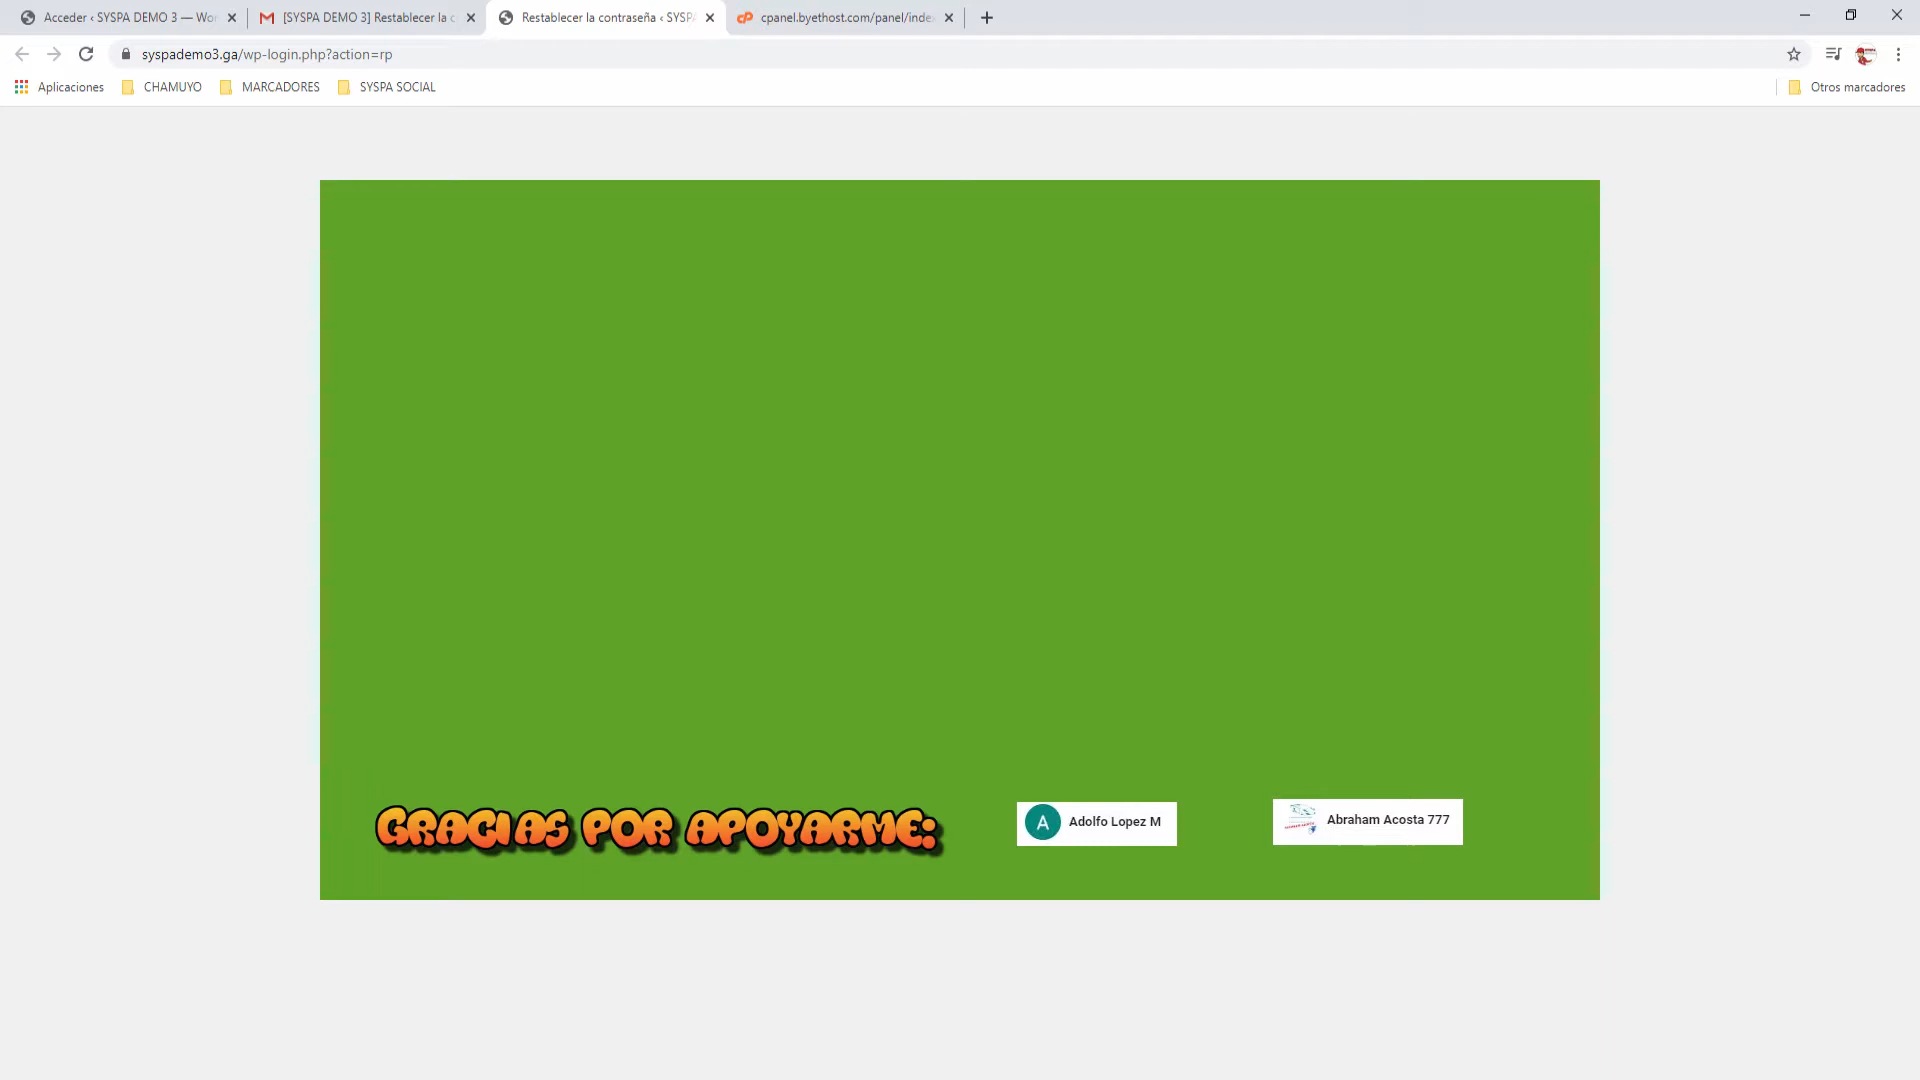 Acceder ‹ SYSPA DEMO 3 — Wor
[SYSPA DEMO 3] Restablecer la c
Restablecer la contraseña ‹ SYSPA
cpanel.byethost.com/panel/inde
syspademo3.ga/wp-login.php?action=rp
Aplicaciones
CHAMUYO
MARCADORES
SYSPA SOCIAL
Otros marcadores
GRACIAS POR APOYARME:
A
Adolfo Lopez M
Abraham Acosta 777